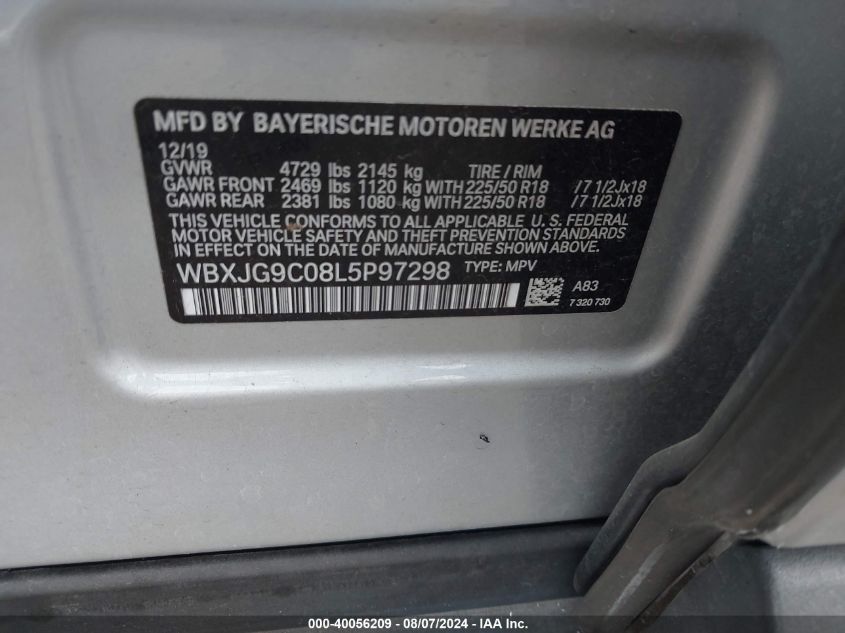 MFD BY BAYERISCHE MOTOREN WERKE AG
12/19
GVWR 4729 lbs 2145 kg TIRE / RIM
GAWR FRONT 2469 lbs 1120 kg WITH 225/50 R18 /7 1/2Jx18
GAWR REAR 2381 lbs 1080 kg WITH 225/50 R18 /7 1/2Jx18
THIS VEHICLE CONFORMS TO ALL APPLICABLE U. S. FEDERAL
MOTOR VEHICLE SAFETY AND THEFT PREVENTION STANDARDS
IN EFFECT ON THE DATE OF MANUFACTURE SHOWN ABOVE.
WBXJG9C08L5P97298 TYPE: MPV
A83
7 320 730
000-40056209 - 08/07/2024 - IAAI Inc.